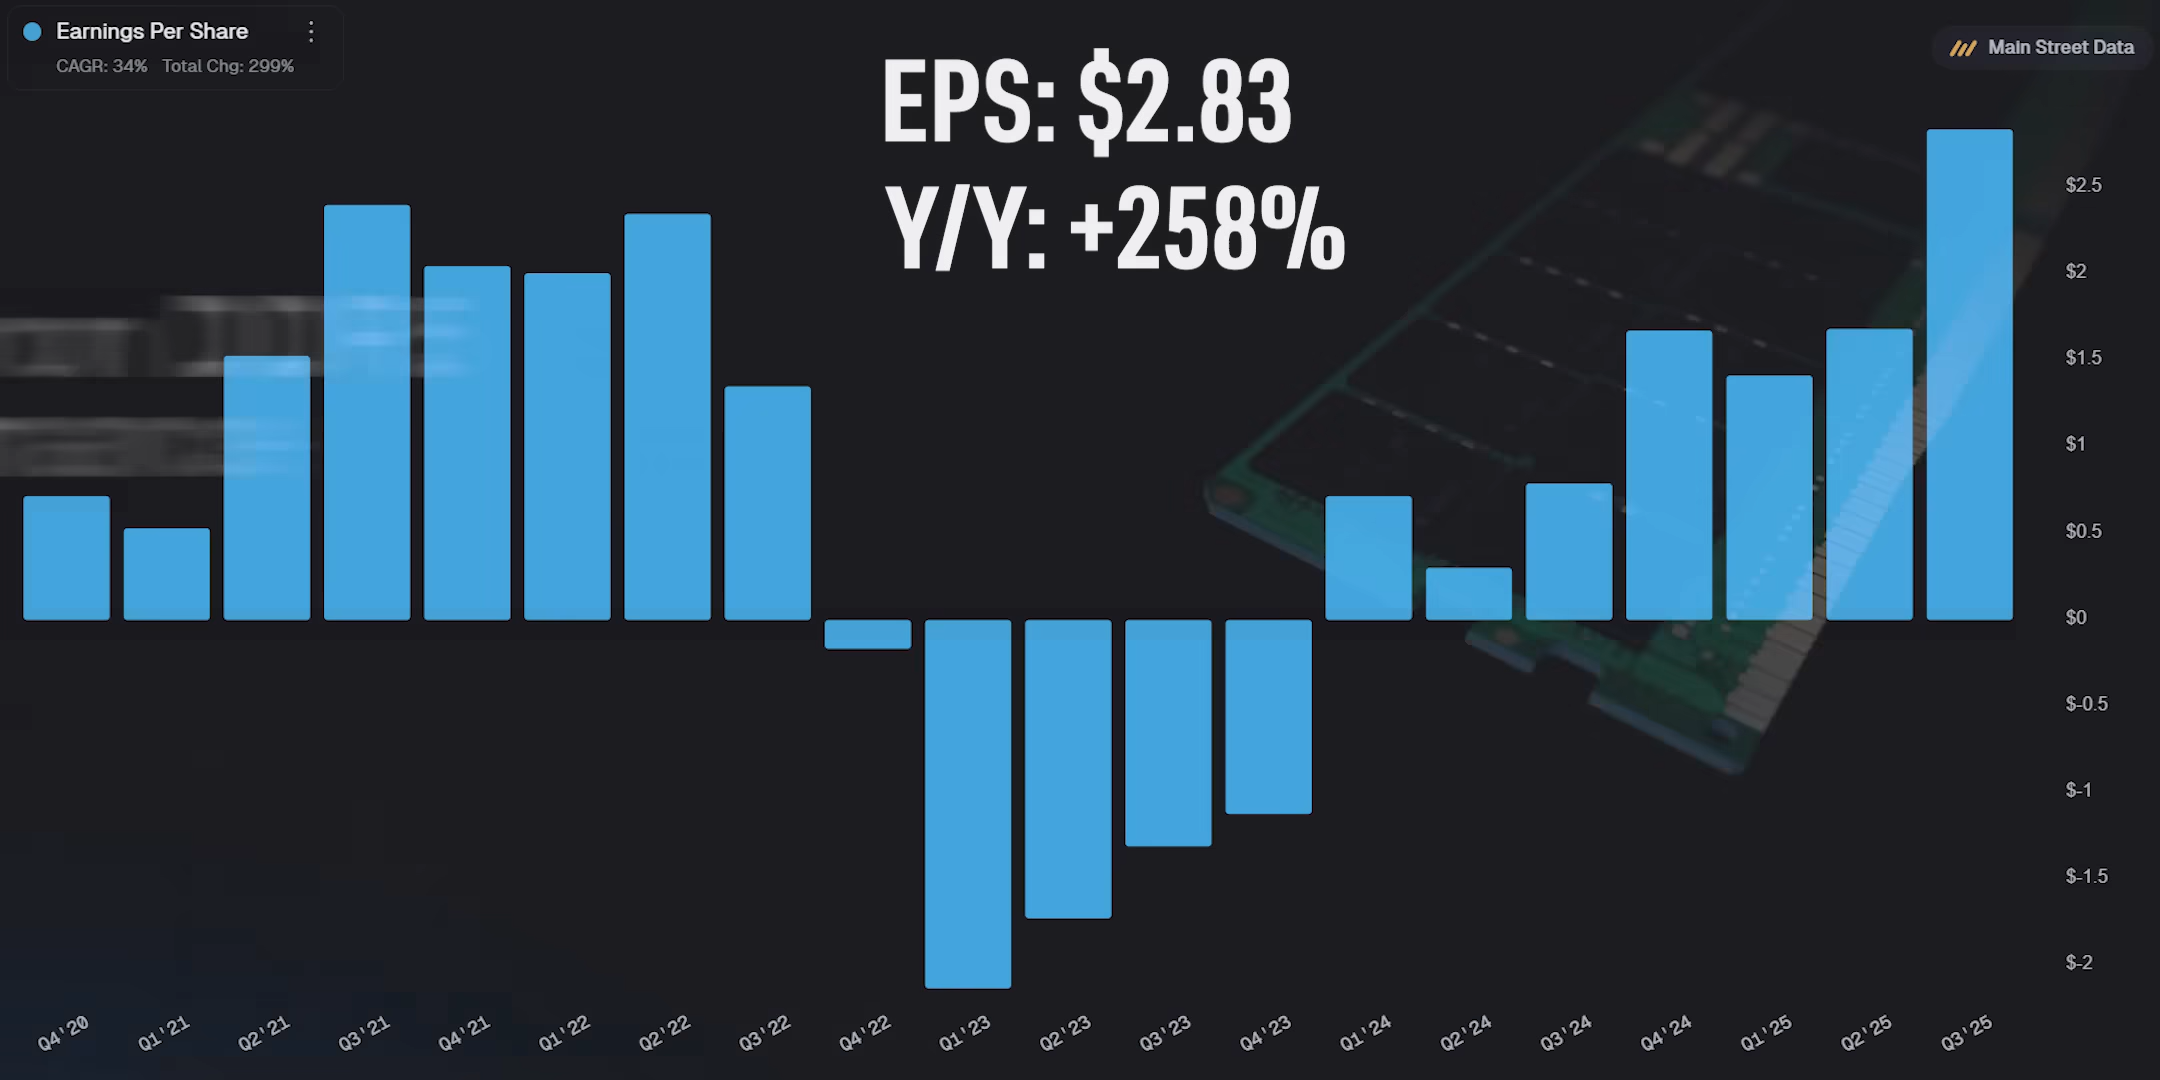 Earnings Per Share
CAGR: 34% Total Chg: 299%
EPS: $2.83
Y/Y: +258%
Main Street Data
$2.5
$2
$1.5
$1
$0.5
$0
$-0.5
$-1
$-1.5
$-2
Q4'20 Q1'21 Q2'21 Q3'21 Q4'21 Q1'22 Q2'22 Q3'22 Q4'22 Q1'23 Q2'23 Q3'23 Q4'23 Q1'24 Q2'24 Q3'24 Q4'24 Q1'25 Q2'25 Q3'25